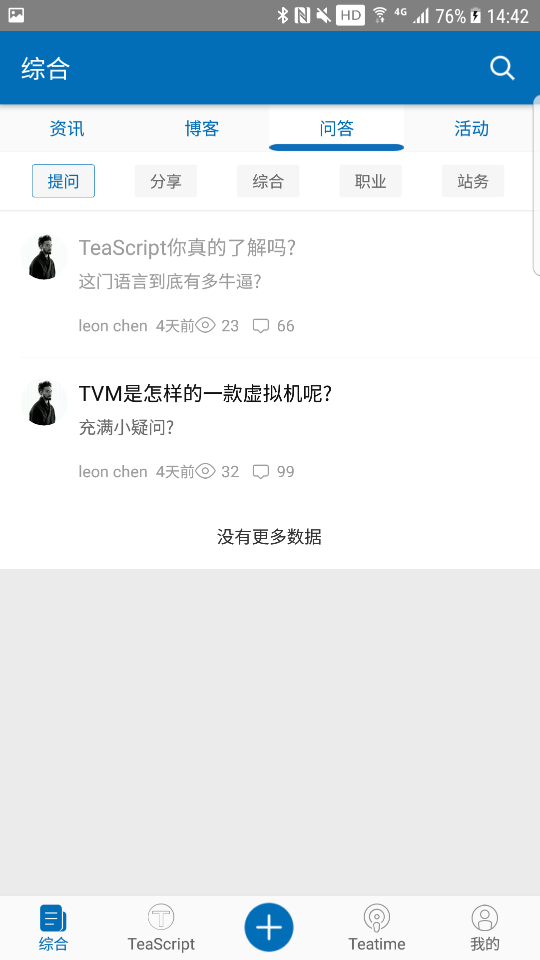 HD 4G 76% 14:42
综合
资讯 博客 问答 活动
提问 分享 综合 职业 站务
TeaScript你真的了解吗?
这门语言到底有多牛逼?
leon chen 4天前 23 66
TVM是怎样的一款虚拟机呢?
充满小疑问?
leon chen 4天前 32 99
没有更多数据
综合 TeaScript Teatime 我的